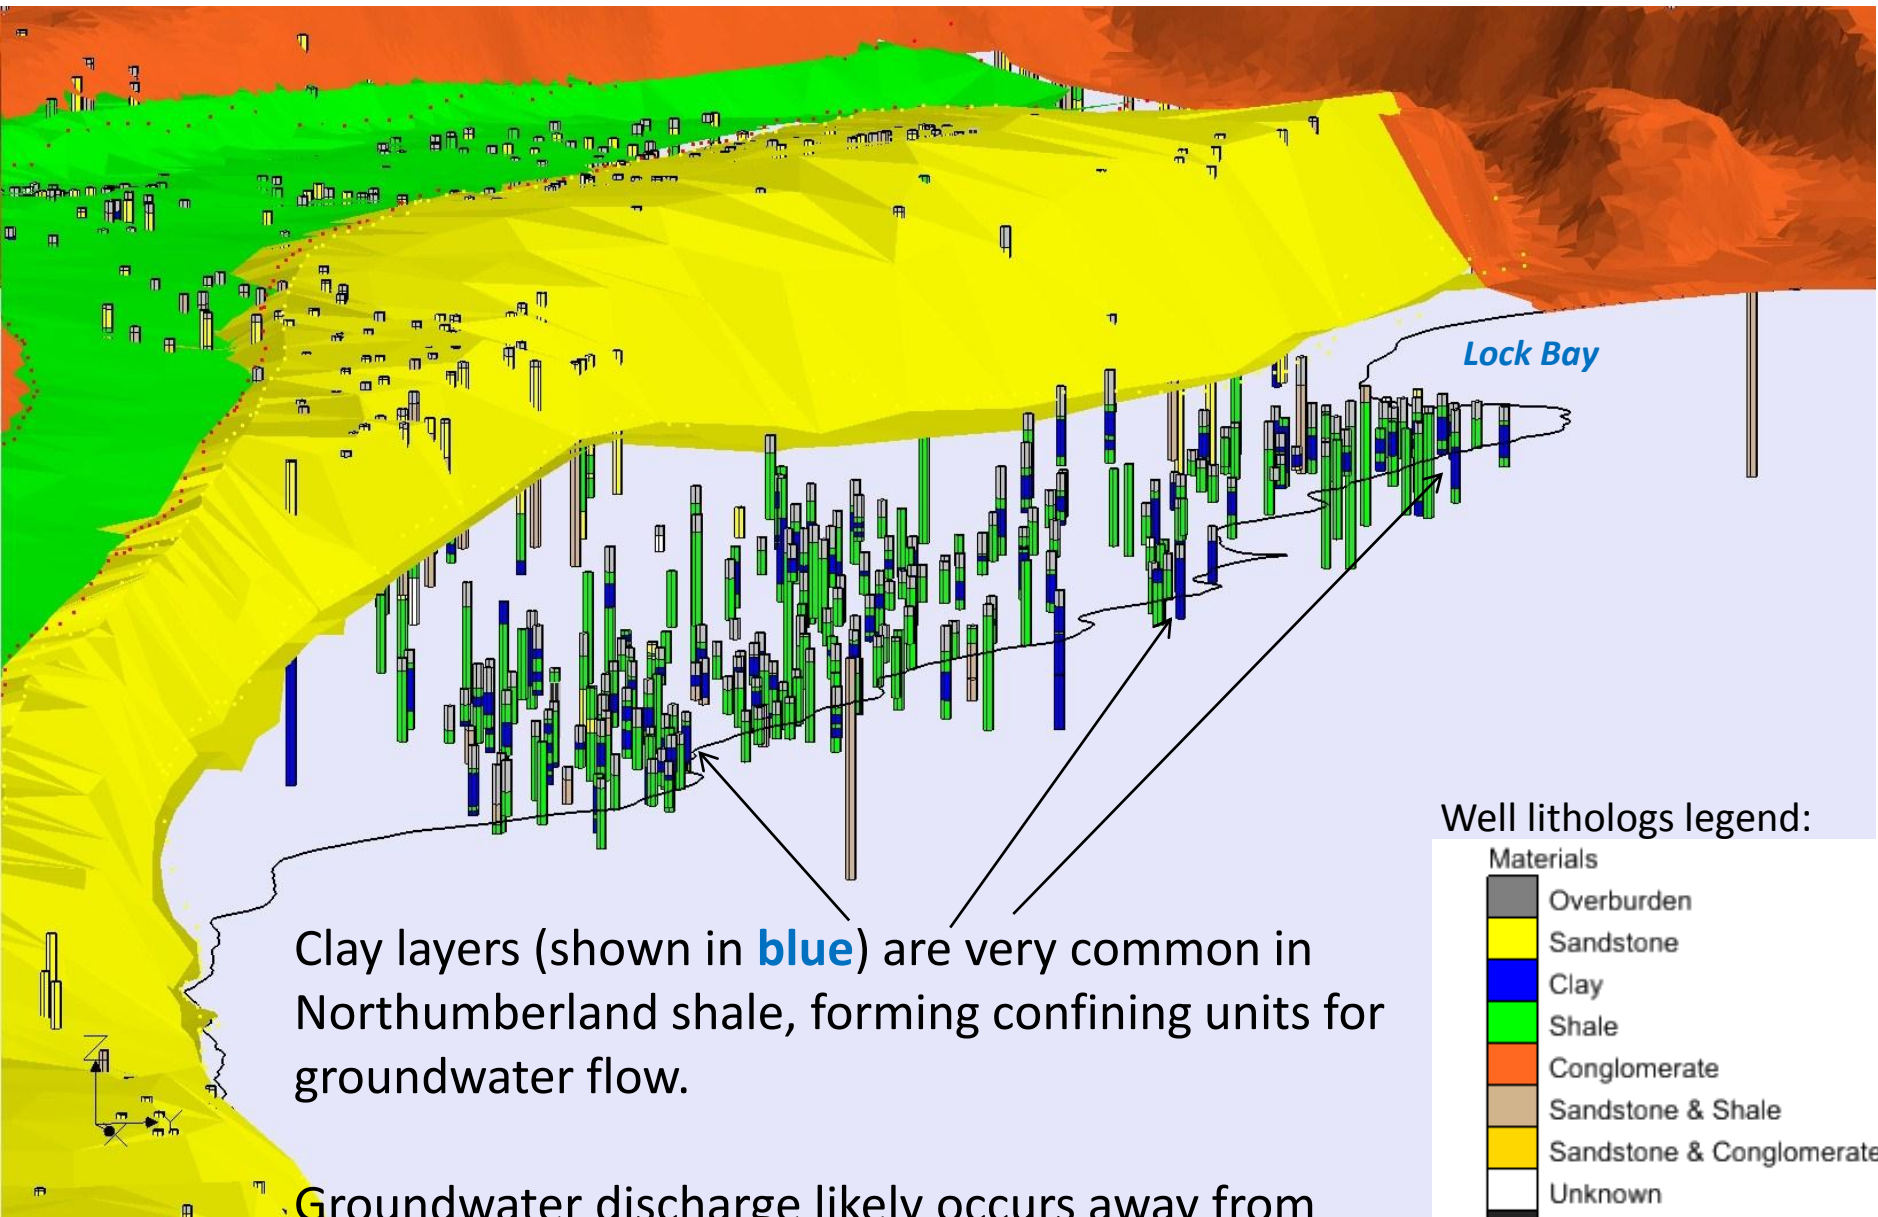 Lock Bay
Well lithologs legend:
Materials
Overburden
Sandstone
Clay
Shale
Conglomerate
Sandstone & Shale
Sandstone & Conglomerate
Unknown
Clay layers (shown in blue) are very common in
Northumberland shale, forming confining units for
groundwater flow.
Z
Y
X
Groundwater discharge likely occurs away from